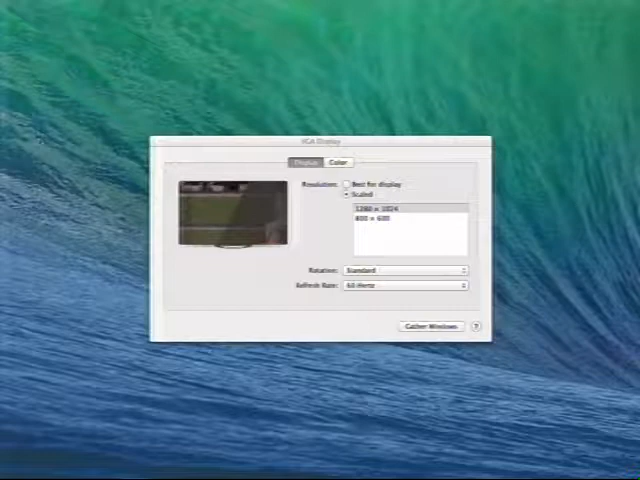 VGA Display
Display Color
Resolution: Best for display
Scaled
1280 × 1024
800 × 600
Rotation: Standard
Refresh Rate: 60 Hertz
Gather Windows ?